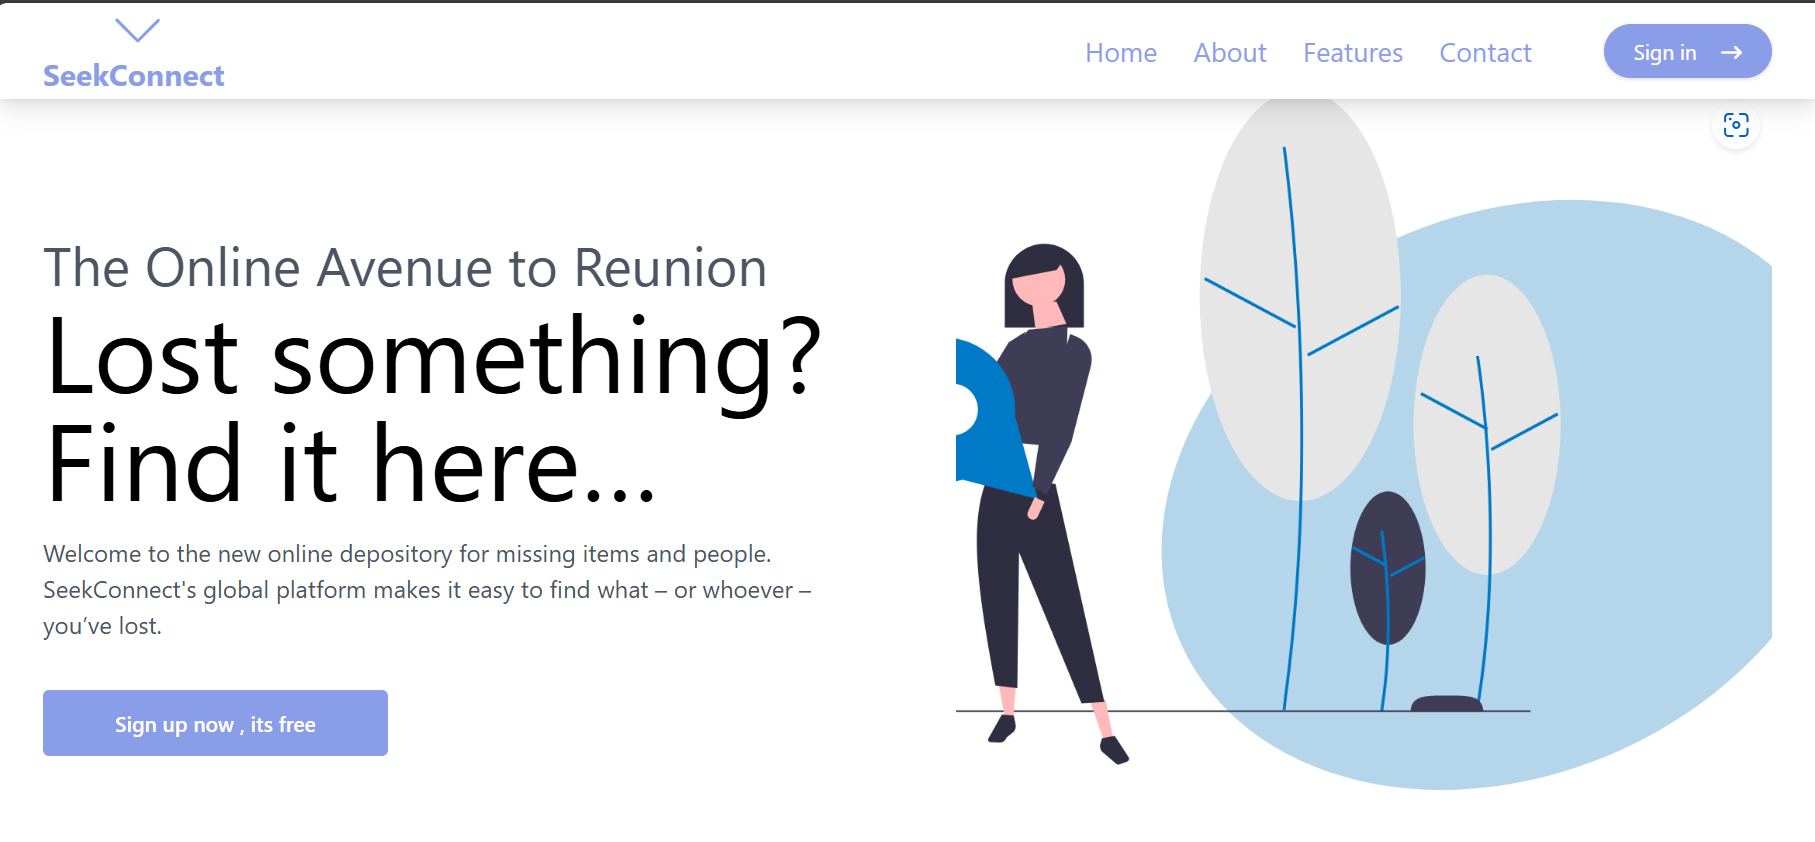 SeekConnect
Home
About
Features
Contact
Sign in
The Online Avenue to Reunion
Lost something?
Find it here...
Welcome to the new online depository for missing items and people.
SeekConnect's global platform makes it easy to find what – or whoever –
you’ve lost.
Sign up now , its free